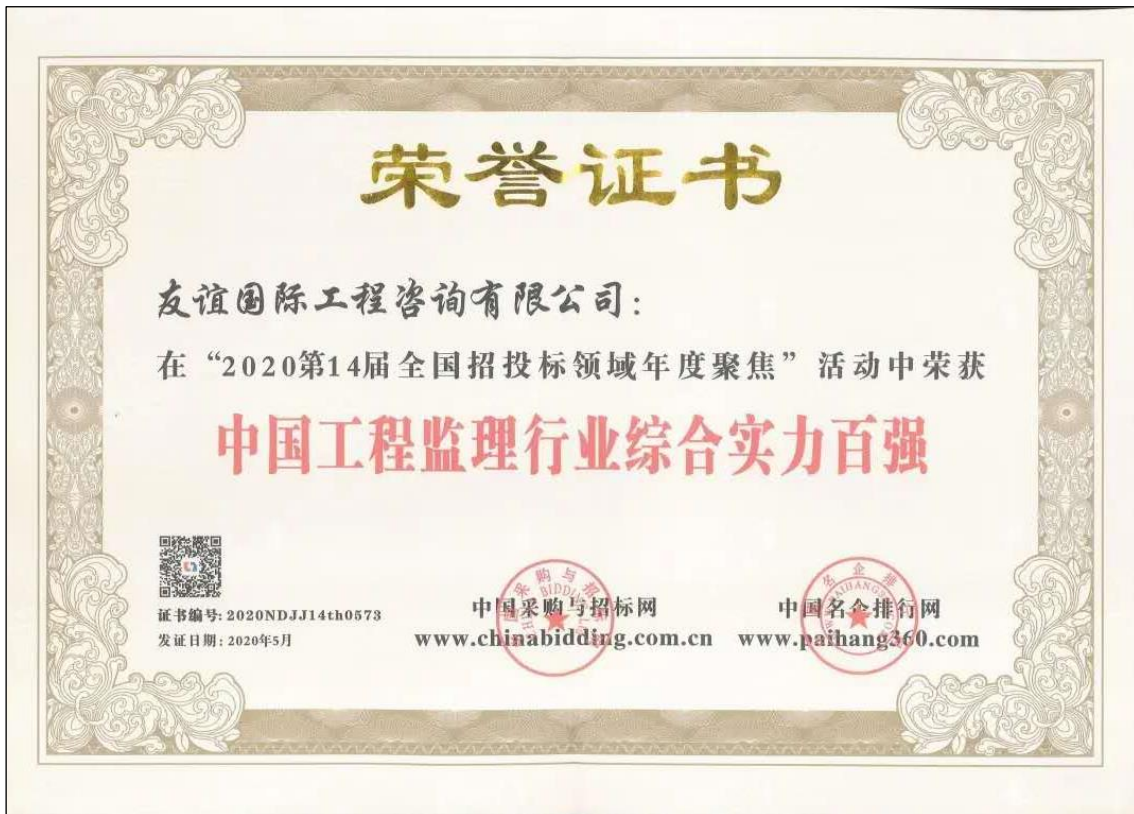 荣誉证书
友谊国际工程咨询有限公司：
在“2020第14届全国招投标领域年度聚焦”活动中荣获
中国工程监理行业综合实力百强
证书编号: 2020NDJJ14th0573
发证日期: 2020年5月
中国采购与招标网
www.chinabidding.com.cn
中国名企排行网
www.paihang360.com